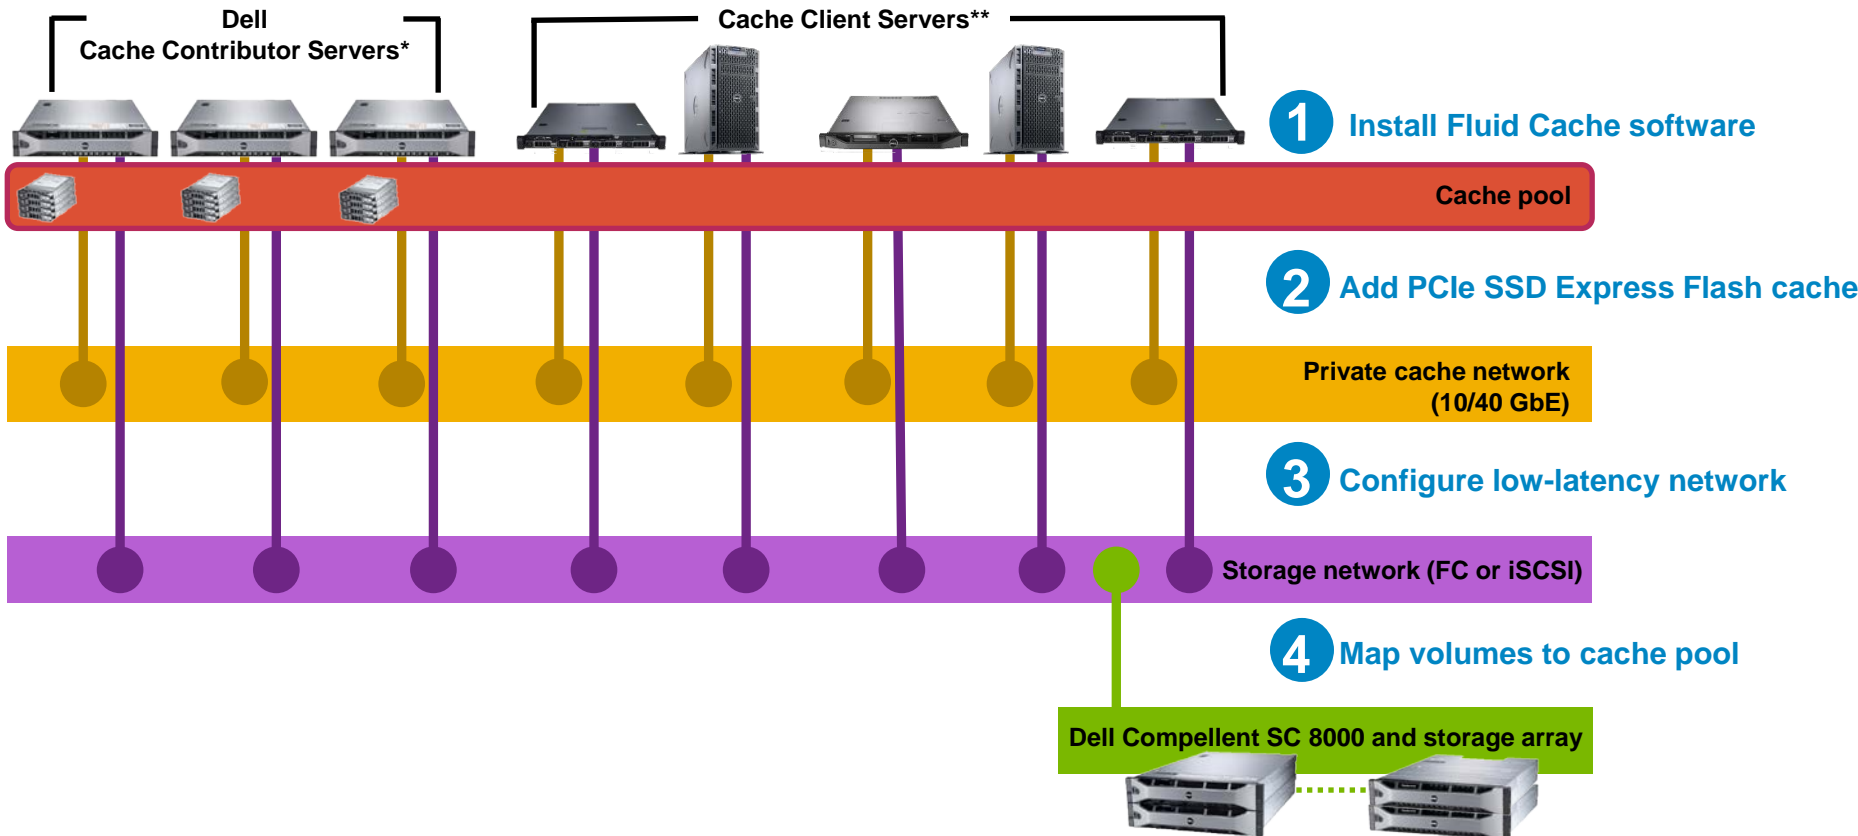 Dell
Cache Contributor Servers*
Cache Client Servers**
1 Install Fluid Cache software
Cache pool
2 Add PCIe SSD Express Flash cache
Private cache network
(10/40 GbE)
3 Configure low-latency network
Storage network (FC or iSCSI)
4 Map volumes to cache pool
Dell Compellent SC 8000 and storage array